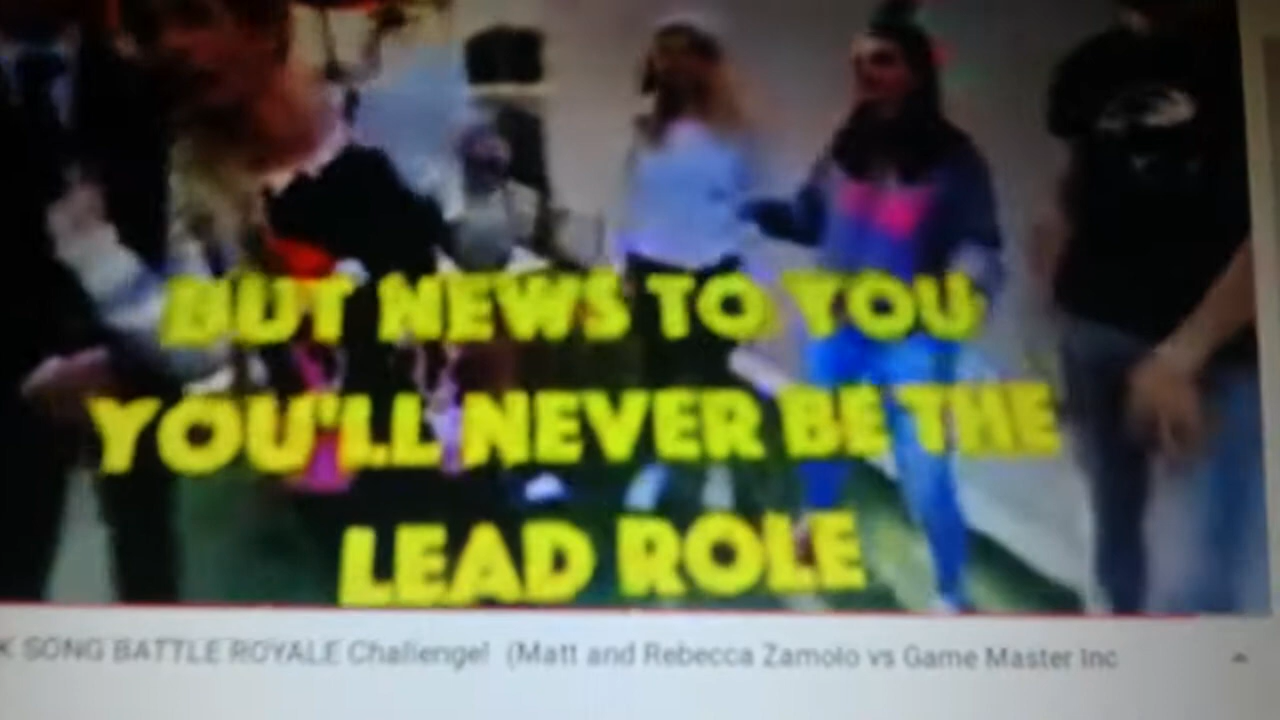 BUT NEWS TO YOU
YOU'LL NEVER BE THE
LEAD ROLE
K SONG BATTLE ROYALE Challenge! (Matt and Rebecca Zamolo vs Game Master Inc